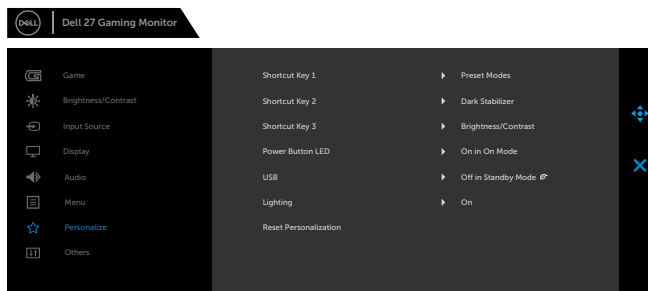 DELL
Dell 27 Gaming Monitor
Game
Shortcut Key 1
Preset Modes
Brightness/Contrast
Shortcut Key 2
Dark Stabilizer
Input Source
Shortcut Key 3
Brightness/Contrast
Display
Power Button LED
On in On Mode
Audio
USB
Off in Standby Mode
Menu
Lighting
On
Personalize
Reset Personalization
Others